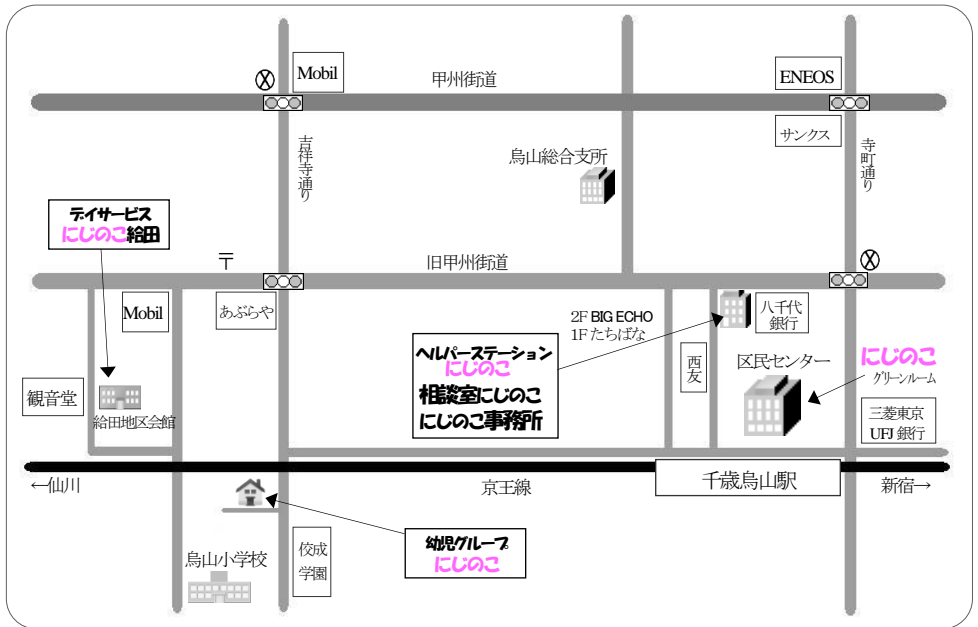 Mobil
甲州街道
ENEOS
サンクス
吉祥寺通り
烏山総合支所
寺町通り
デイサービス
にじのこ給田
〒
旧甲州街道
Mobil
あぶらや
2F BIG ECHO
1F たちばな
八千代
銀行
ヘルパーステーション
にじのこ
相談室にじのこ
にじのこ事務所
西友
区民センター
にじのこ
グリーンルーム
観音堂
給田地区会館
三菱東京
UFJ 銀行
←仙川
京王線
千歳烏山駅
新宿→
幼児グループ
にじのこ
烏山小学校
佼成
学園